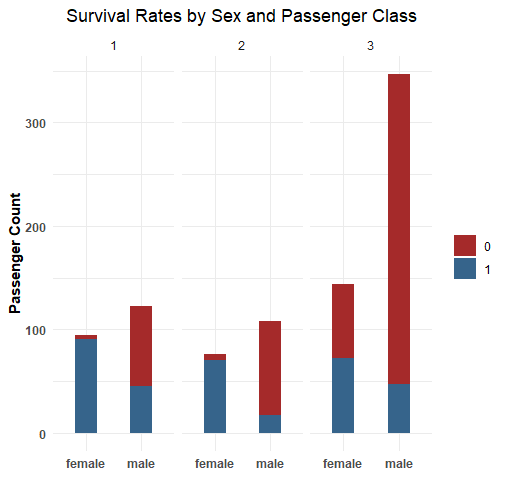 Survival Rates by Sex and Passenger Class
1 2 3
Passenger Count
300
200
100
0
female male female male female male
0
1